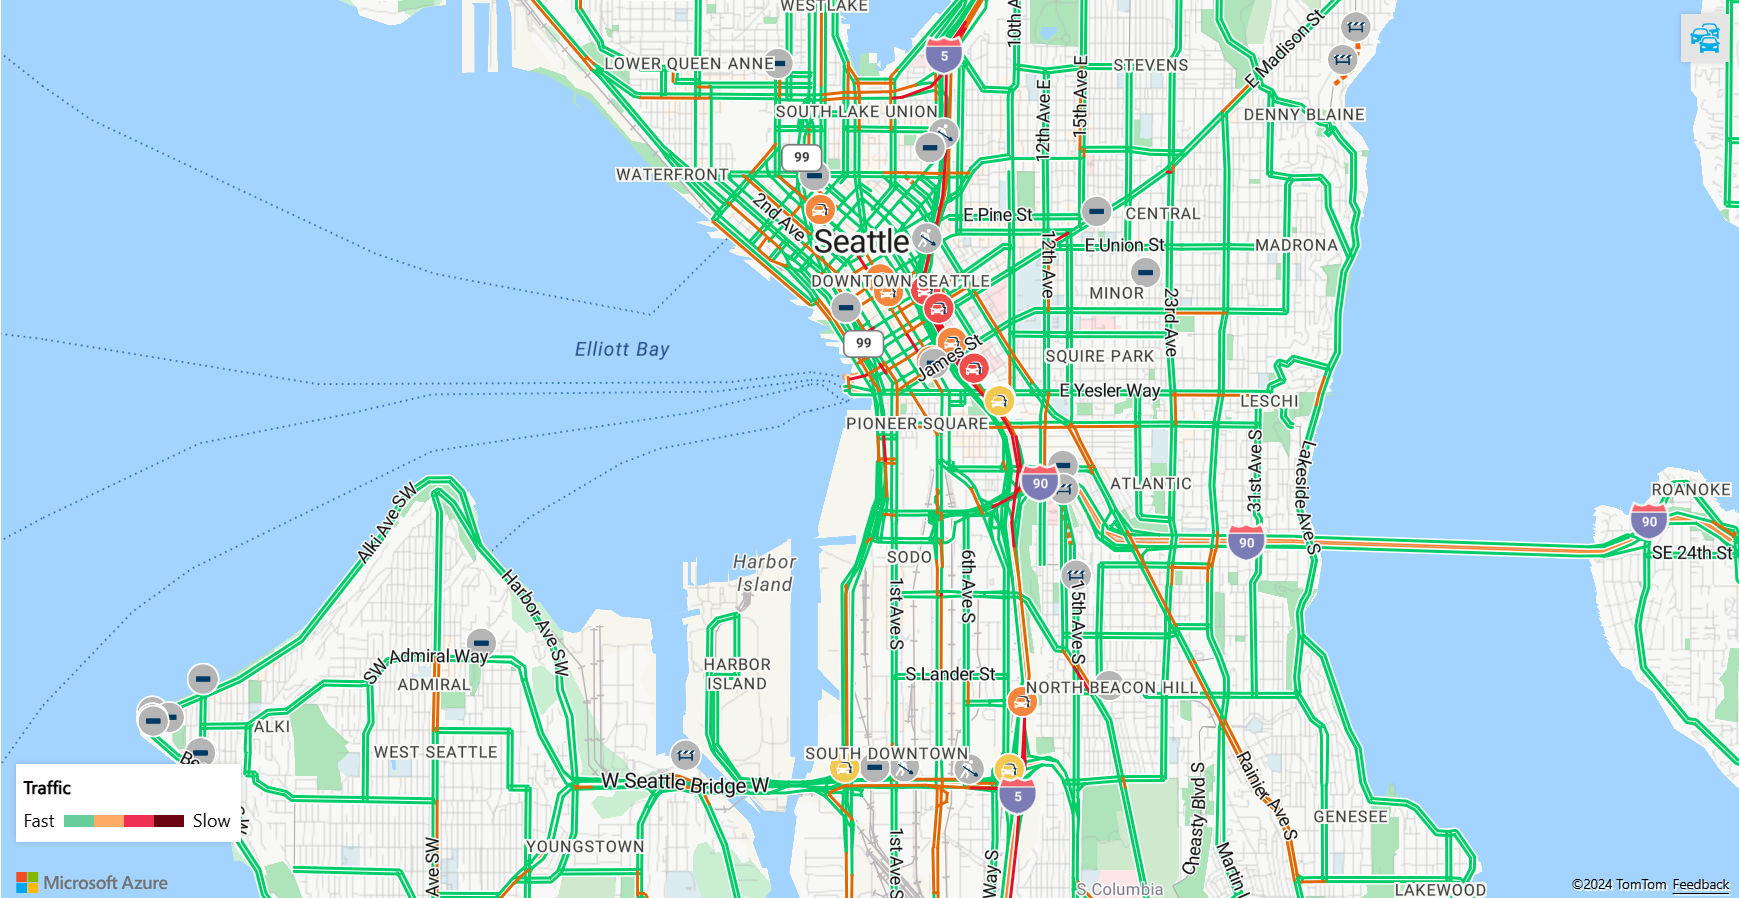 WESTLAKE
10th A
5
LOWER QUEEN ANNE
STEVENS
E Madison St
15th Ave E
12th Ave E
SOUTH LAKE UNION
DENNY BLAINE
99
WATERFRONT
2nd Ave
E Pine St
CENTRAL
Seattle
12th Ave
E Union St
MADRONA
DOWNTOWN SEATTLE
MINOR
23rd Ave
99
Elliott Bay
James St
SQUIRE PARK
E Yesler Way
LESCHI
PIONEER SQUARE
31st Ave S
Lakeside Ave S
90
ATLANTIC
ROANOKE
90
90
Alki Ave SW
SE 24th St
Harbor
Island
SODO
6th Ave S
1st Ave S
15th Ave S
Harbor Ave SW
SW Admiral Way
ADMIRAL
HARBOR
ISLAND
S Lander St
NORTH BEACON HILL
ALKI
WEST SEATTLE
SOUTH DOWNTOWN
Be
W Seattle Bridge W
5
Rainier Ave S
Cheasty Blvd S
GENESEE
Traffic
Fast
Slow
YOUNGSTOWN
Ave SW
1st Ave S
Way S
Martin
S Columbia
LAKEWOOD
Microsoft Azure
©2024 TomTom Feedback